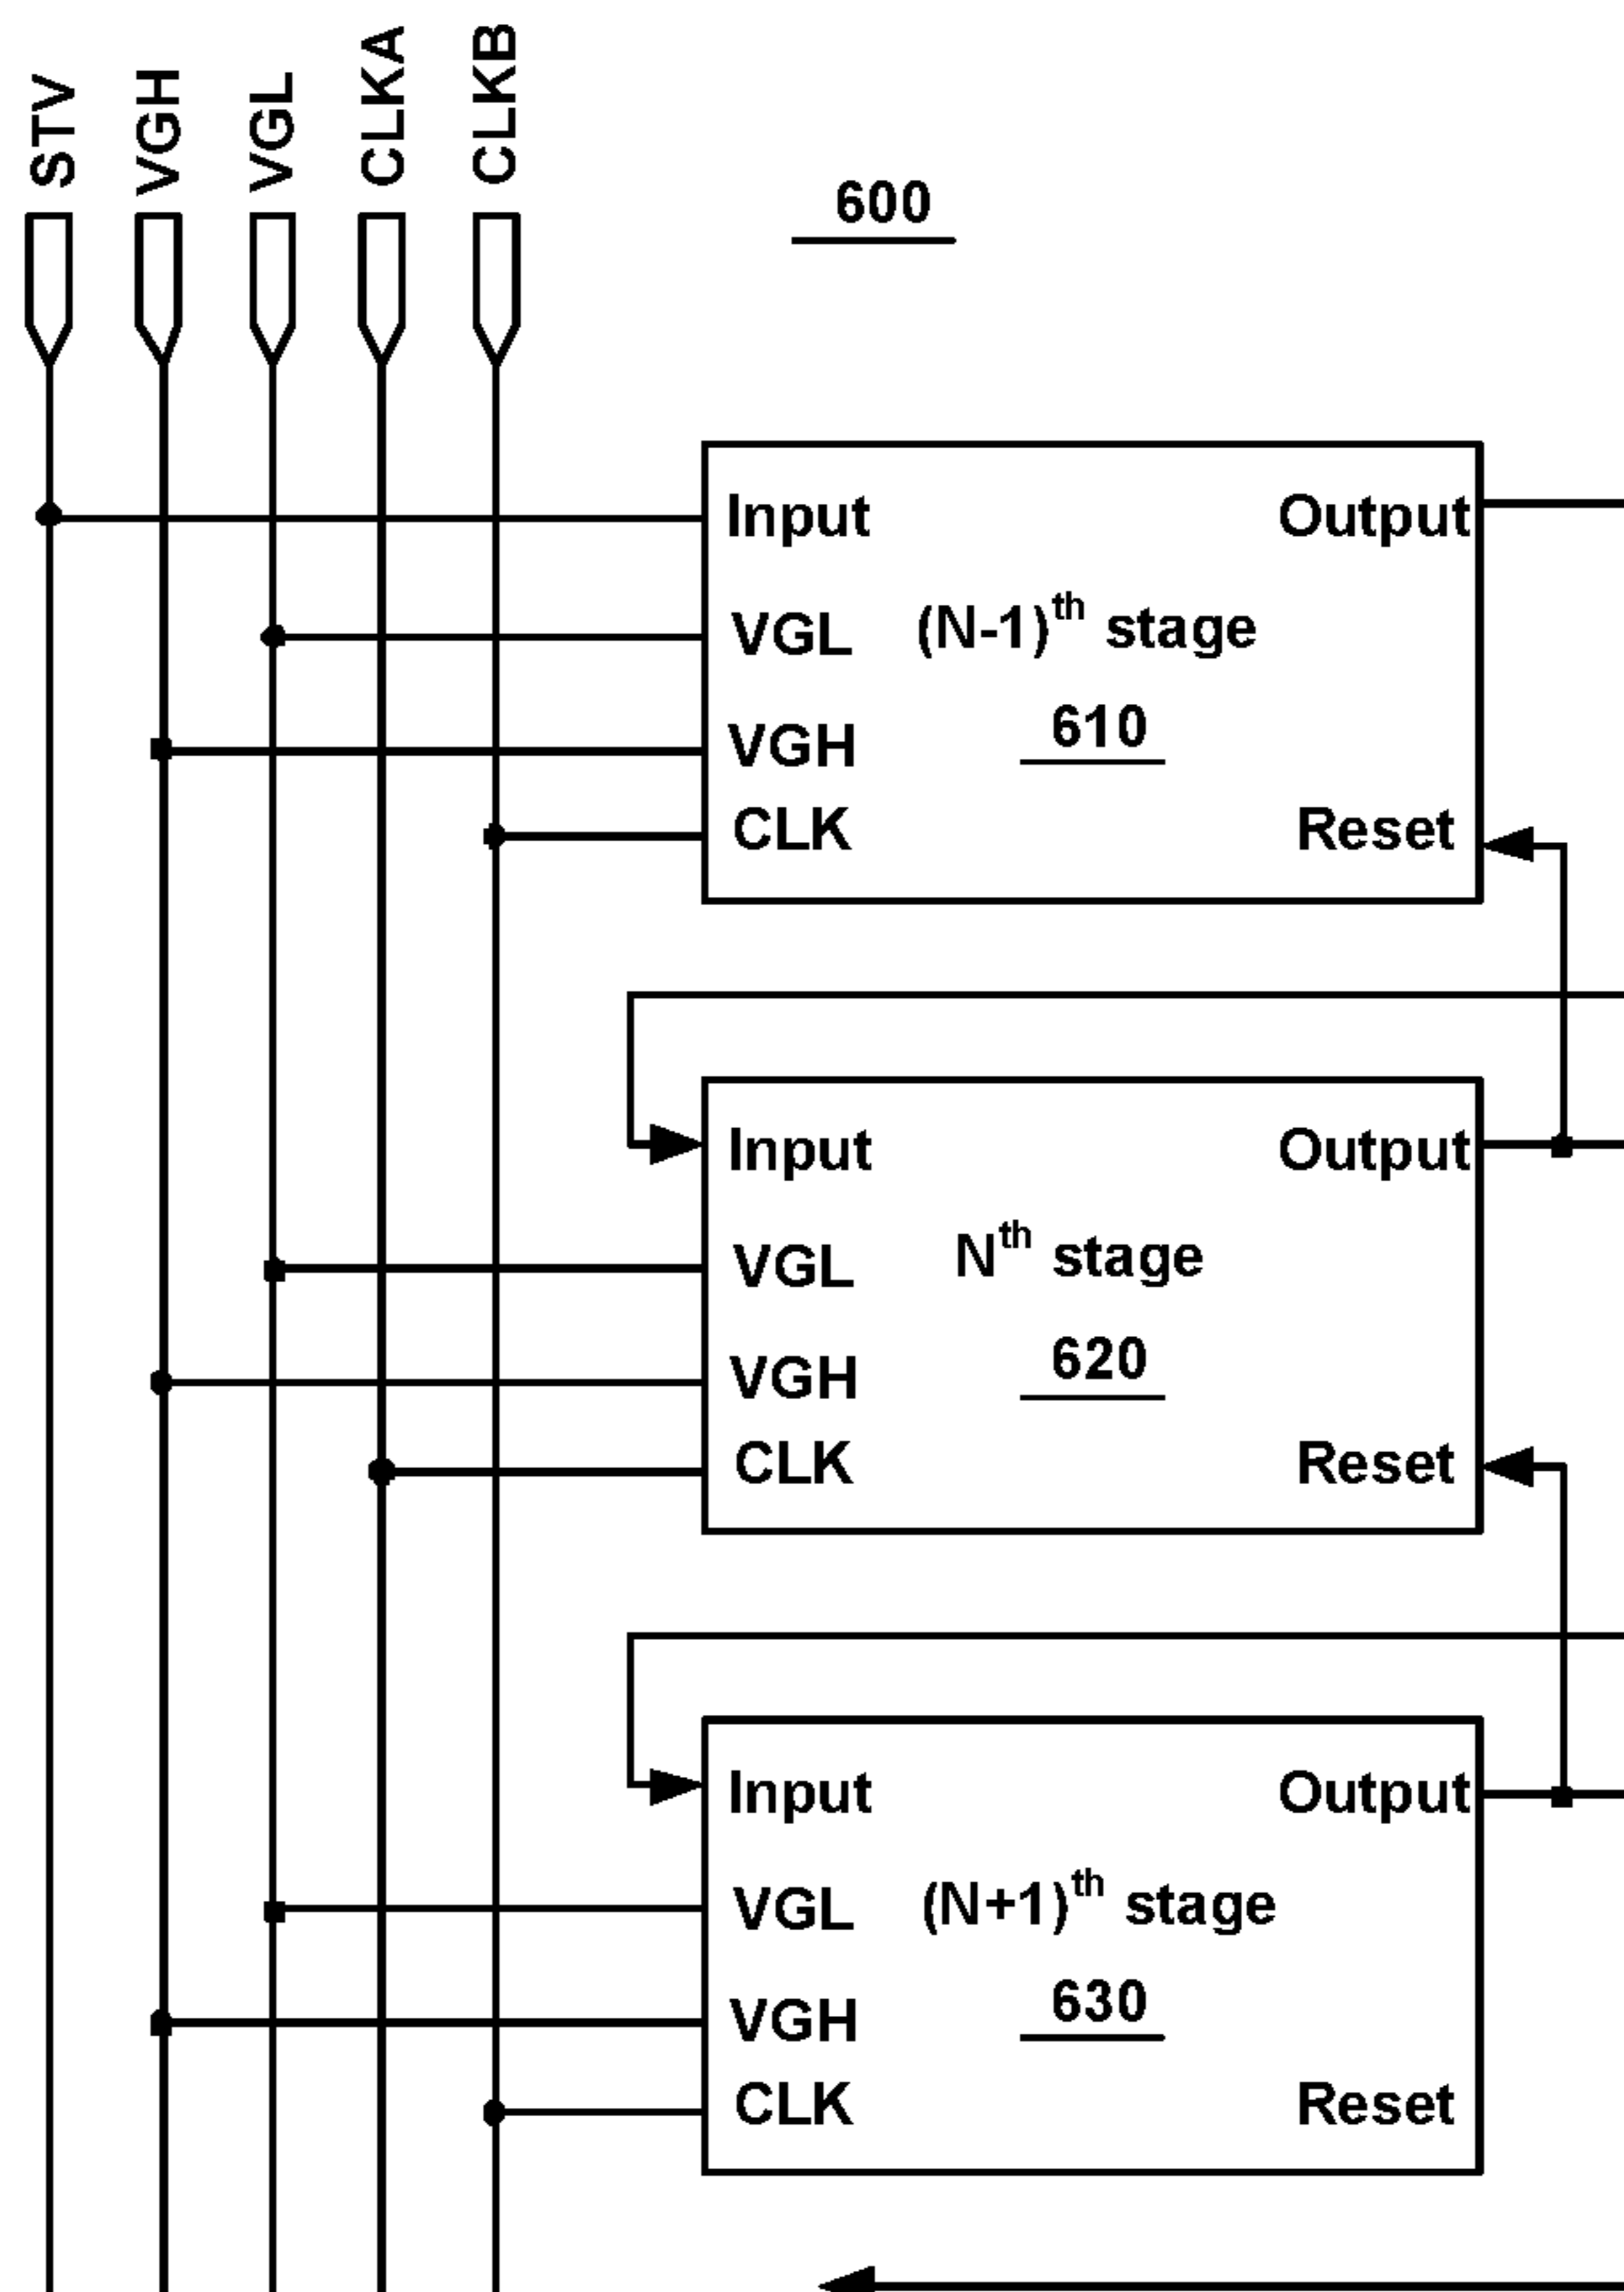 STV
VGH
VGL
CLKA
CLKB
600
Input Output
VGL (N-1)th stage
VGH 610
CLK Reset
Input Output
VGL Nth stage
VGH 620
CLK Reset
Input Output
VGL (N+1)th stage
VGH 630
CLK Reset